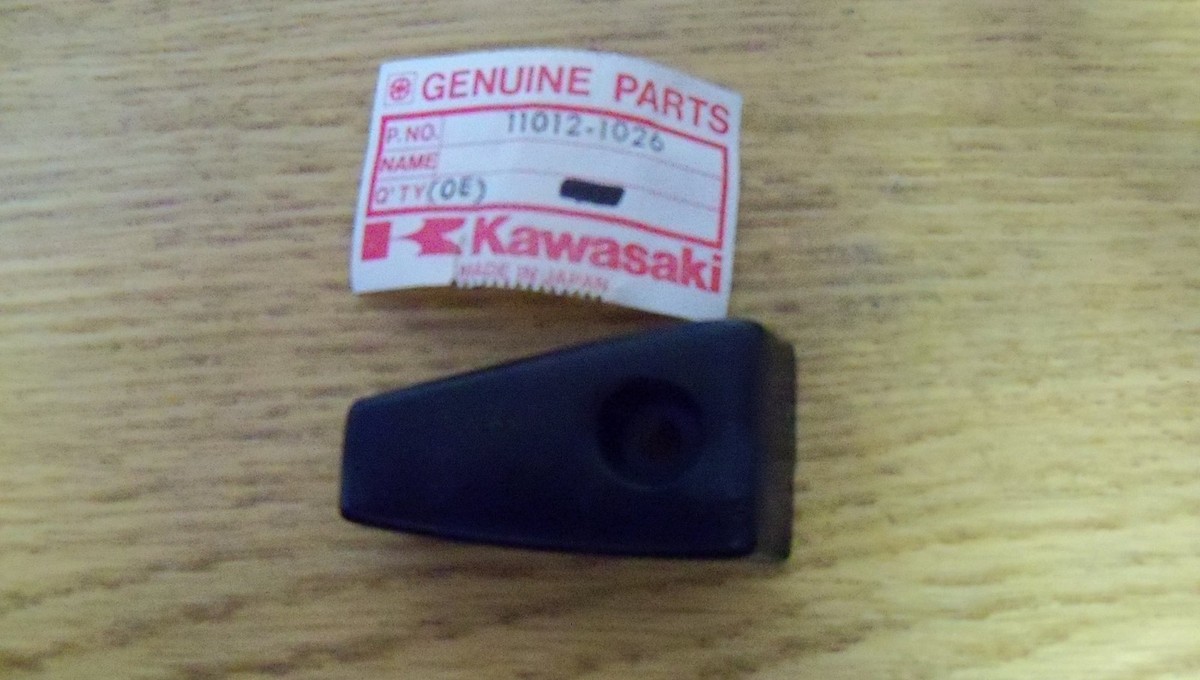 GENUINE PARTS
P.NO. 11012-1026
NAME
Q'TY (OE)
Kawasaki
MADE IN JAPAN